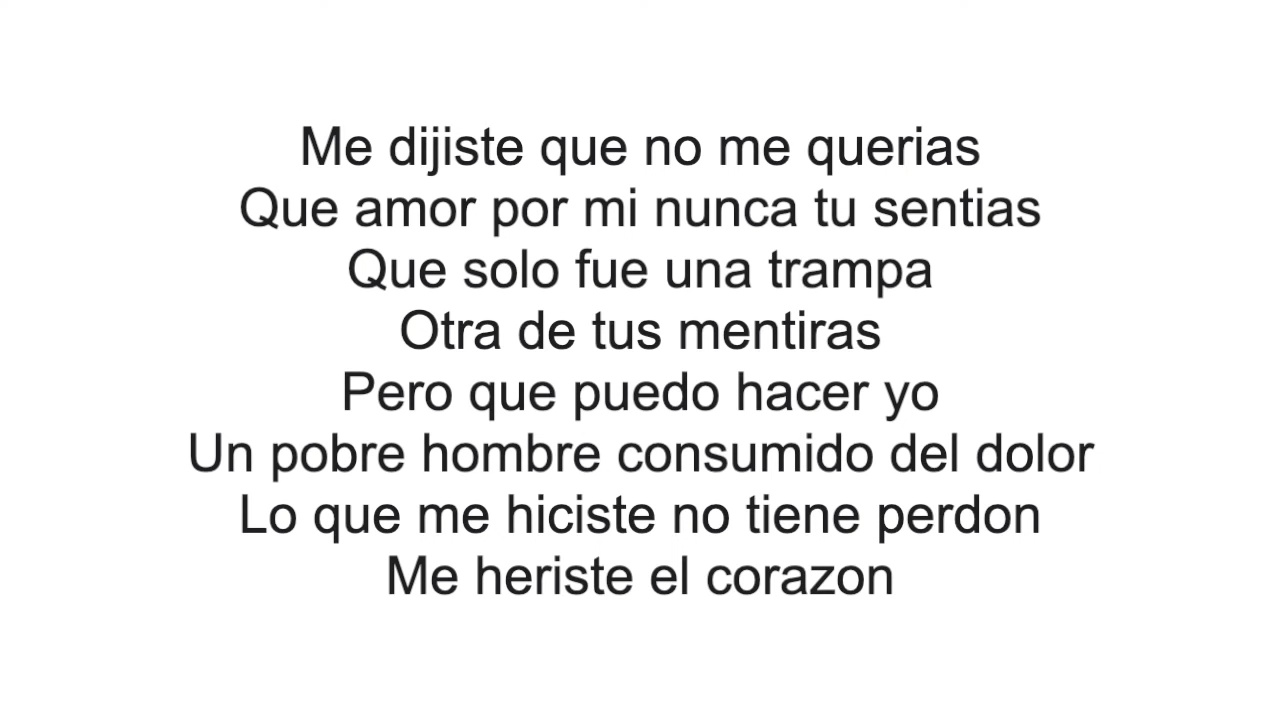 Me dijiste que no me querias
Que amor por mi nunca tu sentias
Que solo fue una trampa
Otra de tus mentiras
Pero que puedo hacer yo
Un pobre hombre consumido del dolor
Lo que me hiciste no tiene perdon
Me heriste el corazon